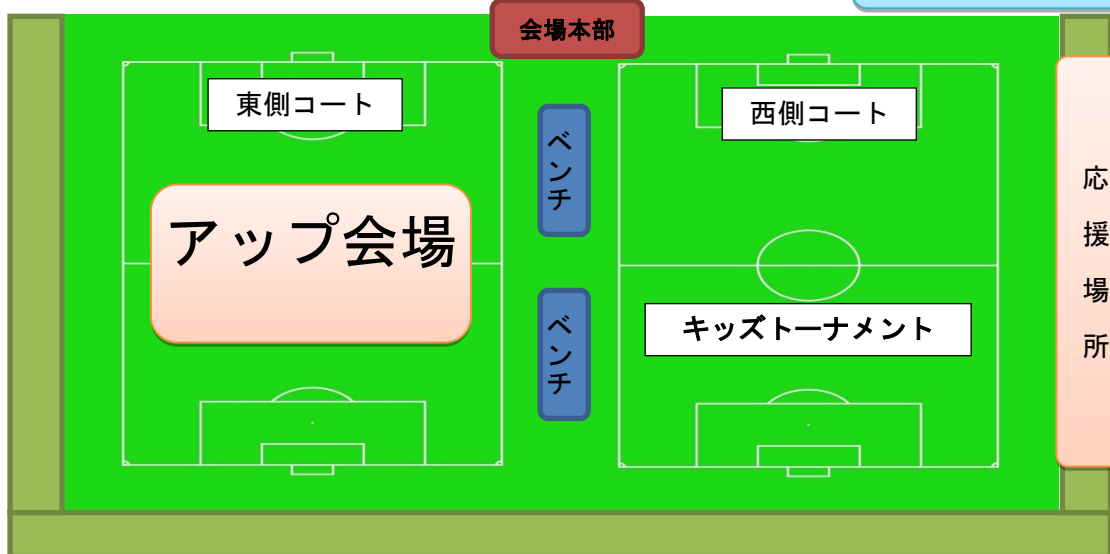 会場本部
東側コート
西側コート
ベンチ
アップ会場
応援場所
キッズトーナメント
ベンチ